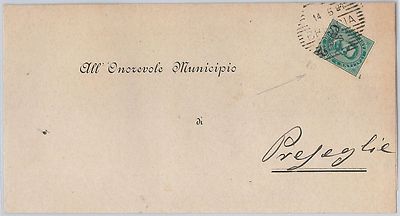 All' Onorevole Municipio
di
Preseglie